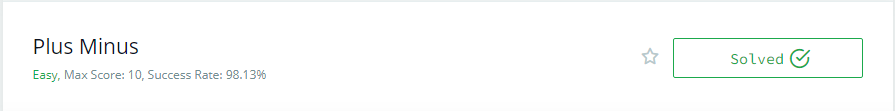 Plus Minus
Easy, Max Score: 10, Success Rate: 98.13%
Solved